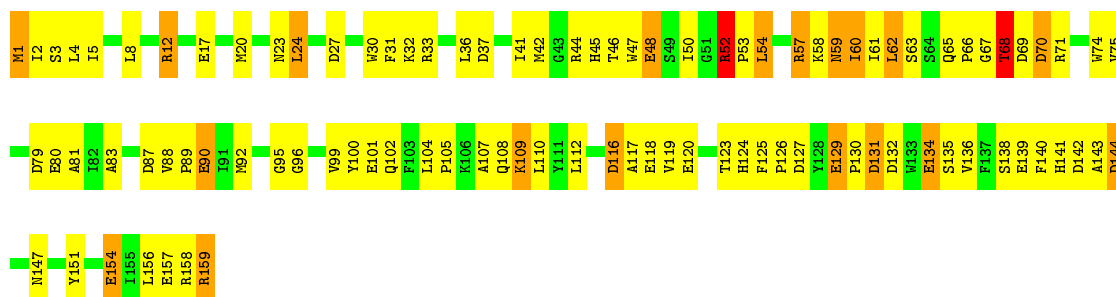 M1 I2 S3 L4 I5 L8 R12 E17 M20 N23 L24 D27 W30 F31 K32 R33 L36 D37 I41 M42 G43 R44 H45 T46 W47 E48 S49 I50 G51 R52 P53 L54 R57 K58 N59 I60 I61 L62 S63 S64 Q65 P66 G67 T68 D69 D70 R71 W74 V75
D79 E80 A81 I82 A83 D87 V88 P89 E90 I91 M92 G95 G96 V99 Y100 E101 Q102 F103 L104 P105 K106 A107 Q108 K109 L110 Y111 L112 D116 A117 E118 V119 E120 T123 H124 F125 P126 D127 Y128 E129 P130 D131 D132 W133 E134 S135 V136 F137 S138 E139 F140 H141 D142 A143 D144
N147 Y151 E154 I155 L156 E157 R158 R159